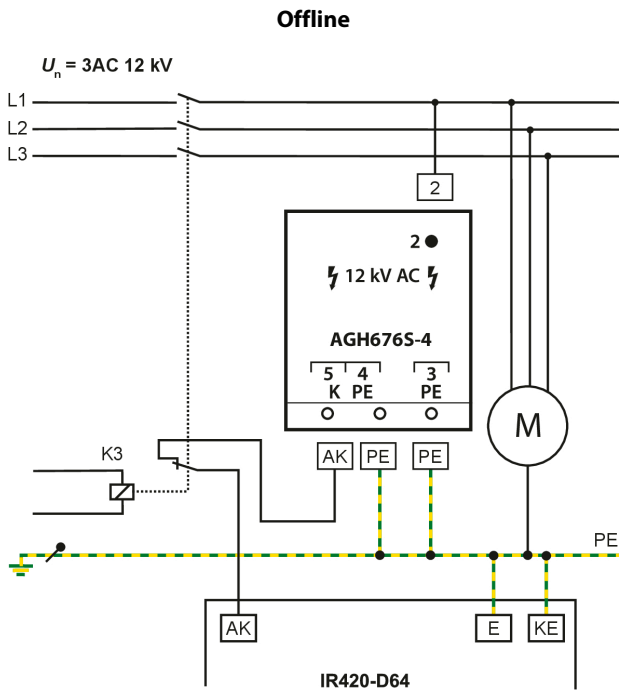 Offline
Un = 3AC 12 kV
L1
L2
L3
2
2
12 kV AC
AGH676S-4
5 4 3
K PE PE
K3
AK PE PE
M
PE
AK E KE
IR420-D64